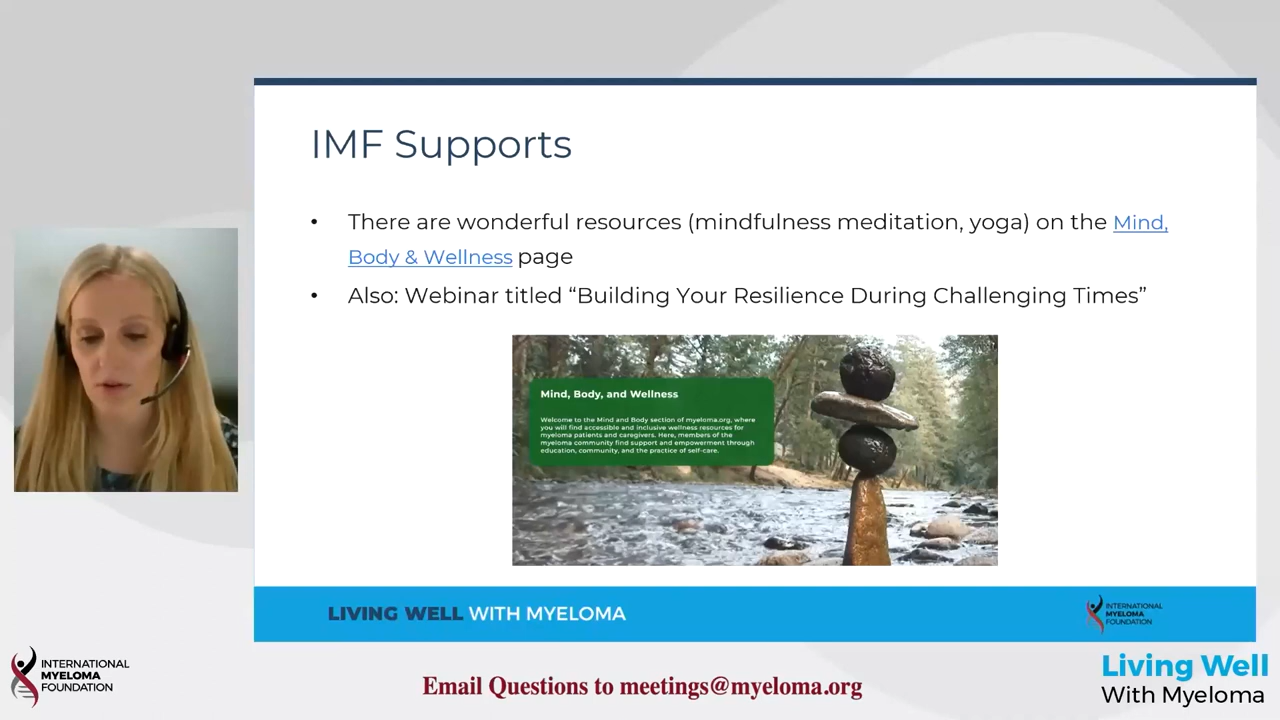 IMF Supports
• There are wonderful resources (mindfulness meditation, yoga) on the Mind,
Body & Wellness page
• Also: Webinar titled “Building Your Resilience During Challenging Times”
Mind, Body, and Wellness
Welcome to the Mind and Body section of myeloma.org, where
you will find accessible and inclusive wellness resources for
myeloma patients and caregivers. Here, members of the
myeloma community find support and empowerment through
education, community, and the practice of self-care.
LIVING WELL WITH MYELOMA
INTERNATIONAL
MYELOMA
FOUNDATION
INTERNATIONAL
MYELOMA
FOUNDATION
Email Questions to meetings@myeloma.org
Living Well
With Myeloma